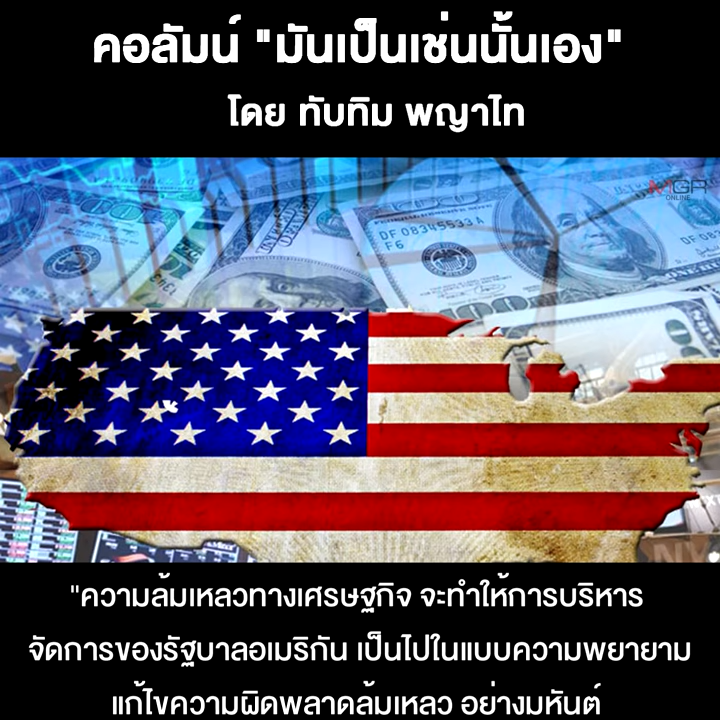 คอลัมน์ "มันเป็นเช่นนั้นเอง"
โดย ทับทิม พญาไท
MGR
ONLINE
DF 08345533 A
F6
100
"ความล้มเหลวทางเศรษฐกิจ จะทำให้การบริหาร
จัดการของรัฐบาลอเมริกัน เป็นไปในแบบความพยายาม
แก้ไขความผิดพลาดล้มเหลว อย่างมหันต์